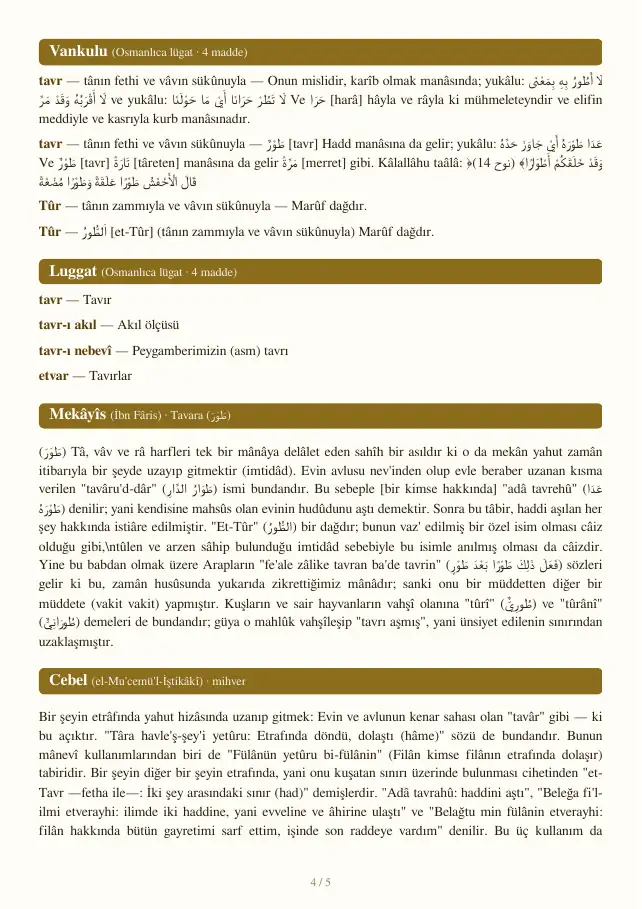 Vankulu (Osmanlıca lügat · 4 madde)
tavr — tânın fethi ve vâvın sükûnuyla — Onun mislidir, karîb olmak manâsında; yukâlu: لَا أَطُورُ بِهِ بِمَعْنَى
لَا أَقْرَبُهُ وَقَدْ مَرَّ ve yukâlu: لَا تَطُرْ حَرَانَا أَيْ مَا حَوْلَنَا Ve حَرَا [harâ] hâyla ve râyla ki mühmeleteyndir ve elifin
meddiyle ve kasrıyla kurb manâsınadır.
tavr — tânın fethi ve vâvın sükûnuyla — طَوْرٌ [tavr] Hadd manâsına da gelir; yukâlu: عَدَا طَوْرَهُ أَيْ جَاوَزَ حَدَّهُ
Ve طَوْرٌ [tavr] تَارَةً [târeten] manâsına da gelir مَرَّةً [merret] gibi. Kâlallâhu taâlâ: ﴿وَقَدْ خَلَقَكُمْ أَطْوَارًا﴾ (نوح 14)
قَالَ الْأَخْفَشُ طَوْرًا عَلَقَةً وَطَوْرًا مُضْغَةً
Tûr — tânın zammıyla ve vâvın sükûnuyla — Marûf dağdır.
Tûr — اَلطُّورُ [et-Tûr] (tânın zammıyla ve vâvın sükûnuyla) Marûf dağdır.
Luggat (Osmanlıca lügat · 4 madde)
tavr — Tavır
tavr-ı akıl — Akıl ölçüsü
tavr-ı nebevî — Peygamberimizin (asm) tavrı
etvar — Tavırlar
Mekâyîs (İbn Fâris) · Tavara (طَوَرَ)
(طَوَرَ) Tâ, vâv ve râ harfleri tek bir mânâya delâlet eden sahîh bir asıldır ki o da mekân yahut zamân
itibarıyla bir şeyde uzayıp gitmektir (imtidâd). Evin avlusu nev'inden olup evle beraber uzanan kısma
verilen "tavâru'd-dâr" (طَوَارُ الدَّارِ) ismi bundandır. Bu sebeple [bir kimse hakkında] "adâ tavrehû" (عَدَا
طَوْرَهُ) denilir; yani kendisine mahsûs olan evinin hudûdunu aştı demektir. Sonra bu tâbir, haddi aşılan her
şey hakkında istiâre edilmiştir. "Et-Tûr" (الطُّورُ) bir dağdır; bunun vaz' edilmiş bir özel isim olması câiz
olduğu gibi,\ntûlen ve arzen sâhip bulunduğu imtidâd sebebiyle bu isimle anılmış olması da câizdir.
Yine bu babdan olmak üzere Arapların "fe'ale zâlike tavran ba'de tavrin" (فَعَلَ ذٰلِكَ طَوْرًا بَعْدَ طَوْرٍ) sözleri
gelir ki bu, zamân husûsunda yukarıda zikrettiğimiz mânâdır; sanki onu bir müddetten diğer bir
müddete (vakit vakit) yapmıştır. Kuşların ve sair hayvanların vahşî olanına "tûrî" (طُورِيٌّ) ve "tûrânî"
(طُورَانِيٌّ) demeleri de bundandır; güya o mahlûk vahşîleşip "tavrı aşmış", yani ünsiyet edilenin sınırından
uzaklaşmıştır.
Cebel (el-Mu'cemü'l-İştikâkî) · mihver
Bir şeyin etrâfında yahut hizâsında uzanıp gitmek: Evin ve avlunun kenar sahası olan "tavâr" gibi — ki
bu açıktır. "Târa havle'ş-şey'i yetûru: Etrafında döndü, dolaştı (hâme)" sözü de bundandır. Bunun
mânevî kullanımlarından biri de "Fülânün yetûru bi-fülânin" (Filân kimse filânın etrafında dolaşır)
tabiridir. Bir şeyin diğer bir şeyin etrafında, yani onu kuşatan sınırı üzerinde bulunması cihetinden "et-
Tavr —fetha ile—: İki şey arasındaki sınır (had)" demişlerdir. "Adâ tavrahû: haddini aştı", "Beleğa fi'l-
ilmi etverayhi: ilimde iki haddine, yani evveline ve âhirine ulaştı" ve "Belağtu min fülânin etverayhi:
filân hakkında bütün gayretimi sarf ettim, işinde son raddeye vardım" denilir. Bu üç kullanım da
4 / 5